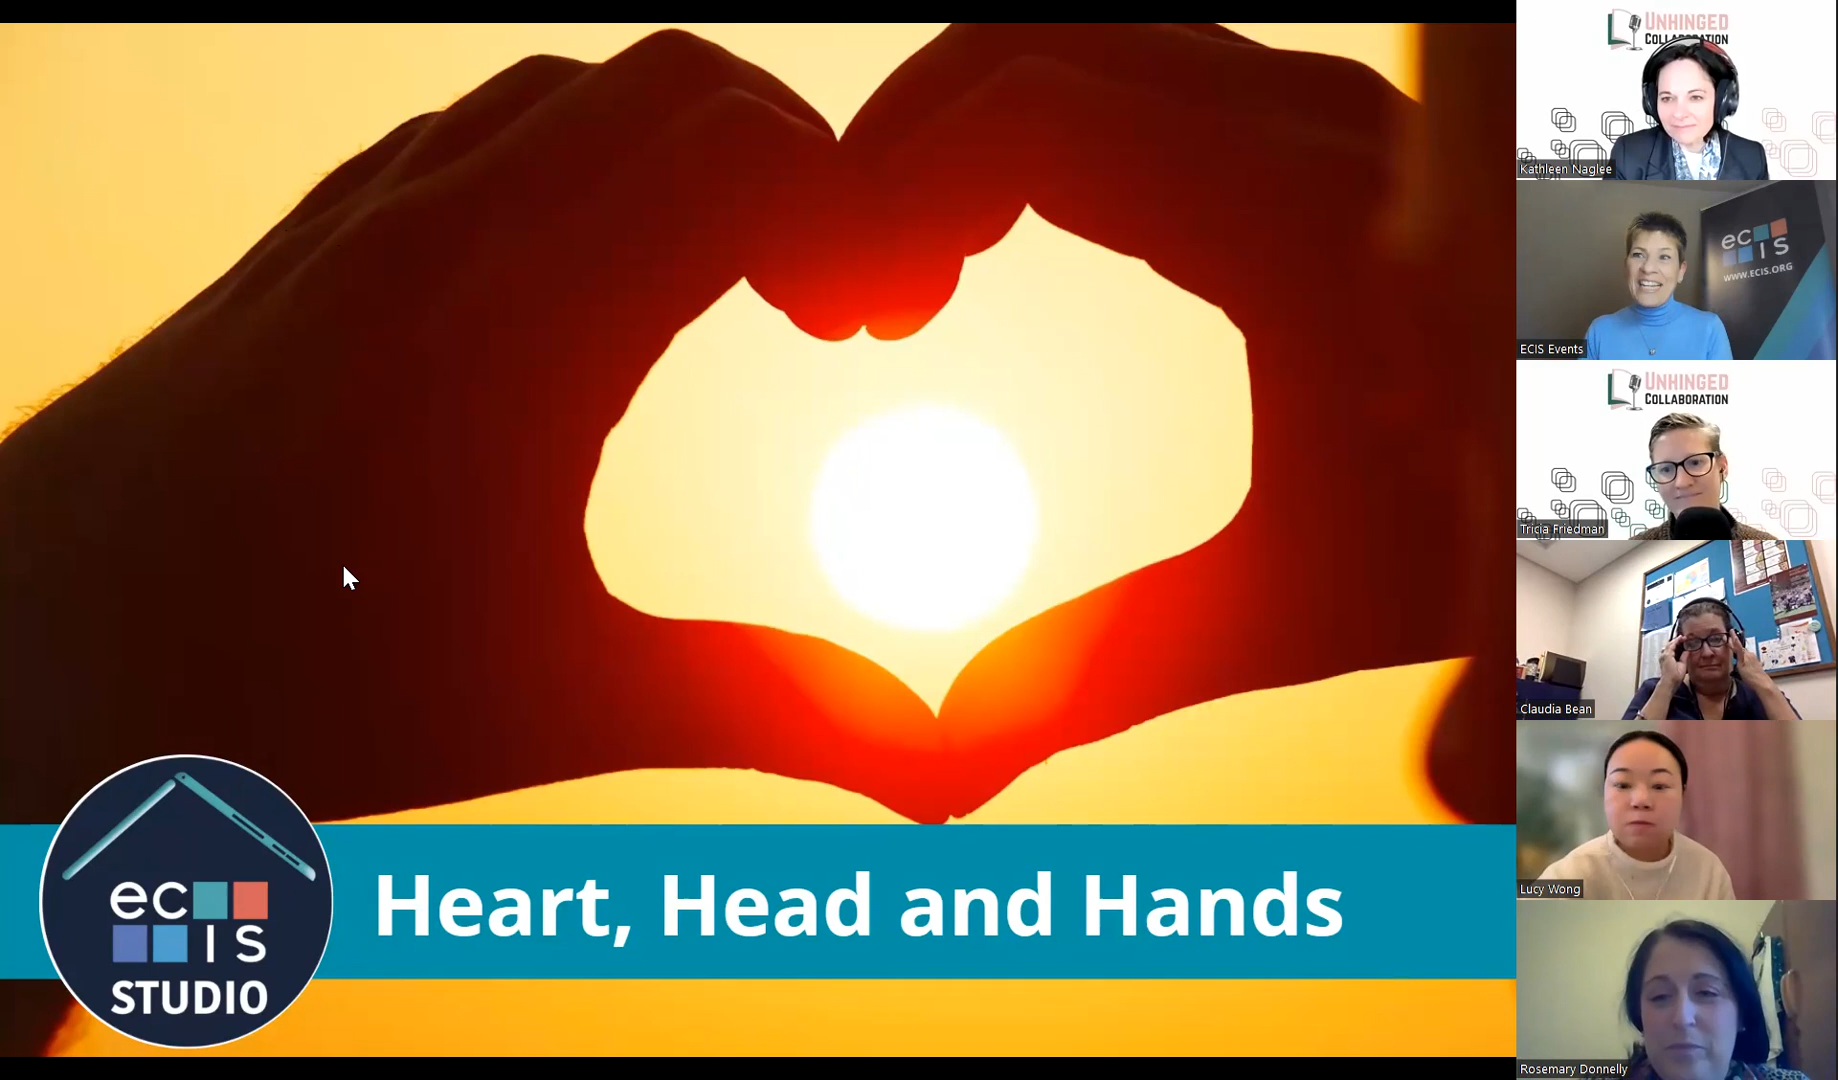 Heart, Head and Hands
ec
IS
STUDIO
UNHINGED
COLLABORATION
Kathleen Naglee
ec
IS
WWW.ECIS.ORG
ECIS Events
UNHINGED
COLLABORATION
Tricia Friedman
Claudia Bean
Lucy Wong
Rosemary Donnelly